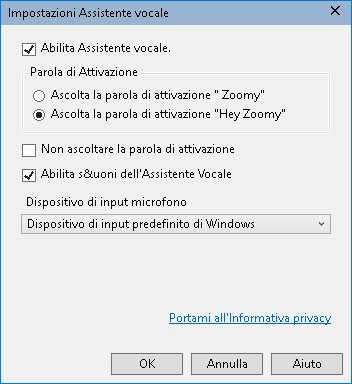 Impostazioni Assistente vocale
Abilita Assistente vocale.
Parola di Attivazione
Ascolta la parola di attivazione " Zoomy"
Ascolta la parola di attivazione "Hey Zoomy"
Non ascoltare la parola di attivazione
Abilita s&uoni dell'Assistente Vocale
Dispositivo di input microfono
Dispositivo di input predefinito di Windows
Portami all'Informativa privacy
OK Annulla Aiuto